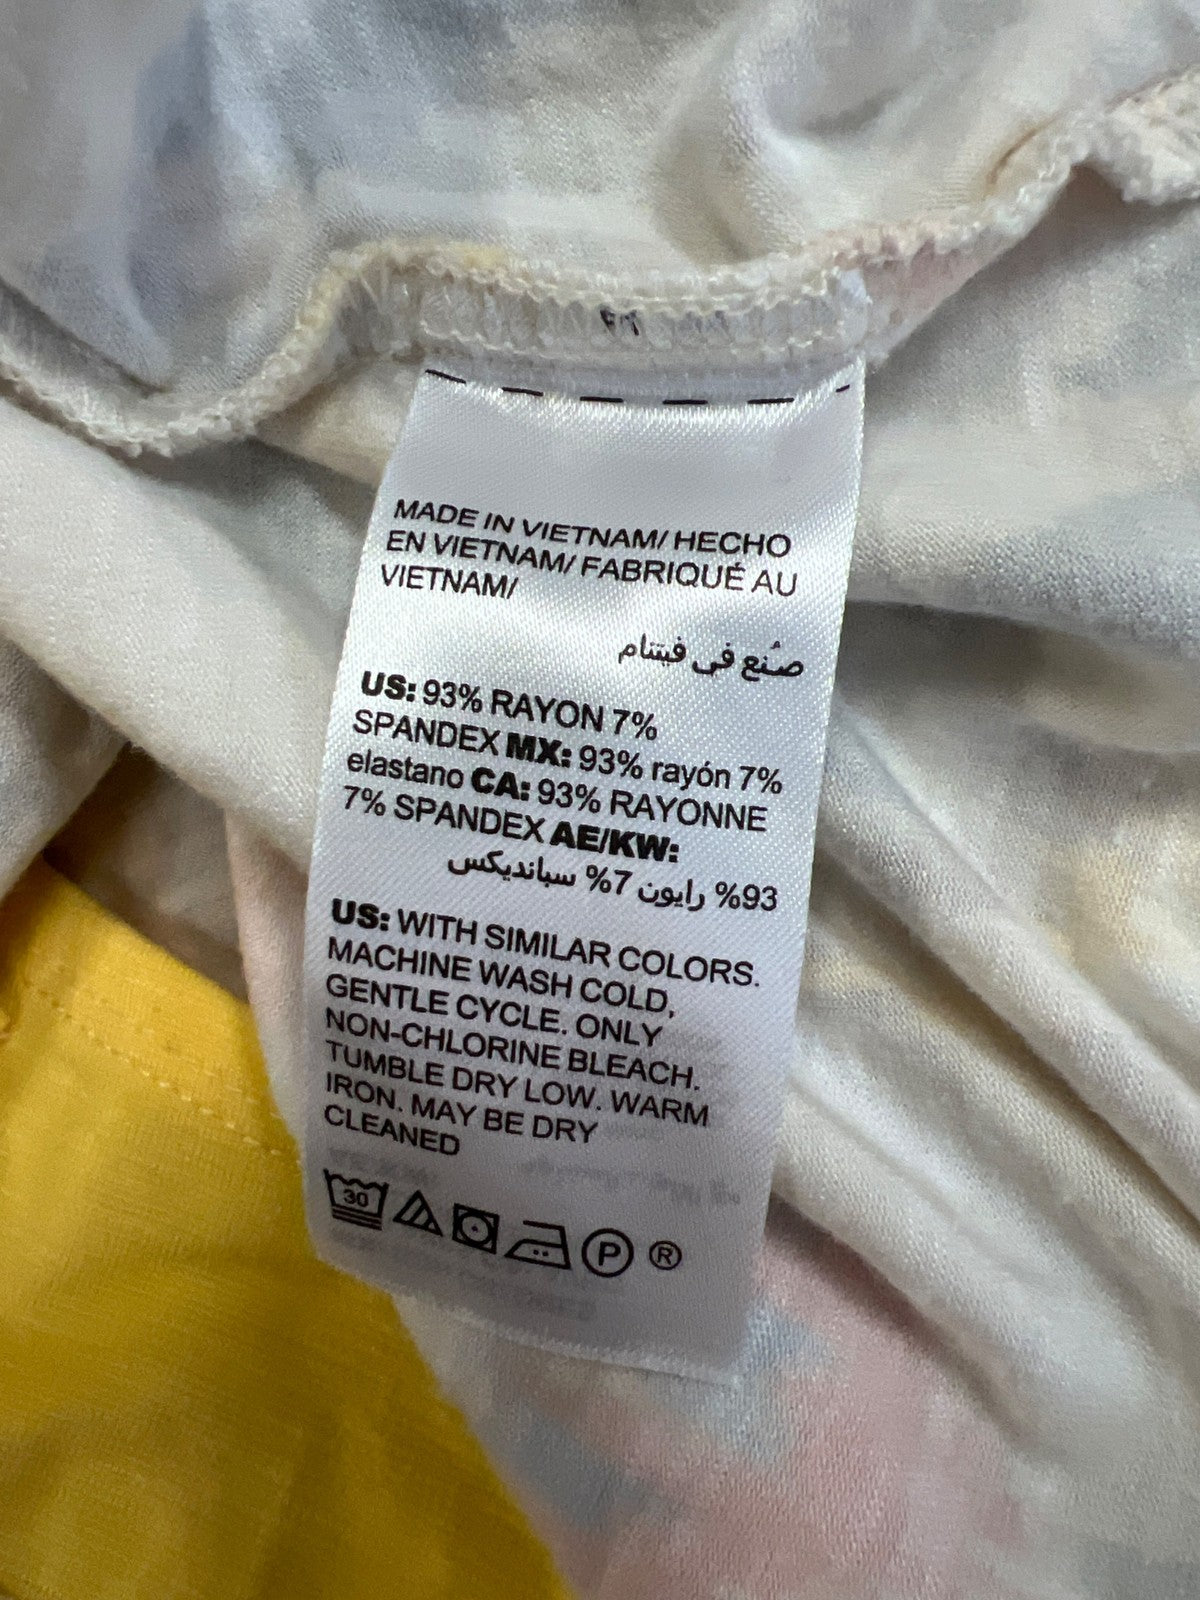 MADE IN VIETNAM/ HECHO
EN VIETNAM/ FABRIQUÉ AU
VIETNAM/
صُنع في فيتنام
US: 93% RAYON 7%
SPANDEX MX: 93% rayón 7%
elastano CA: 93% RAYONNE
7% SPANDEX AE/KW:
93% رايون 7% سبانديكس
US: WITH SIMILAR COLORS.
MACHINE WASH COLD,
GENTLE CYCLE. ONLY
NON-CHLORINE BLEACH.
TUMBLE DRY LOW. WARM
IRON. MAY BE DRY
CLEANED
30 P ®